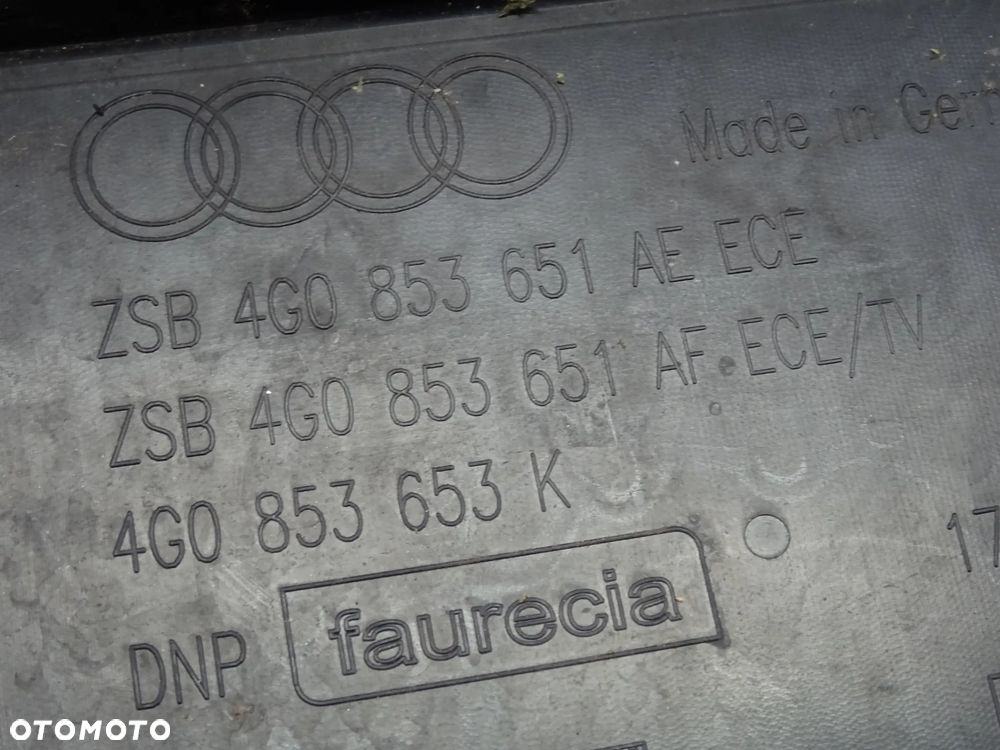 Made in Ger
ZSB 4G0 853 651 AE ECE
ZSB 4G0 853 651 AF ECE/TV
4G0 853 653 K
17
DNP faurecia
OTOMOTO